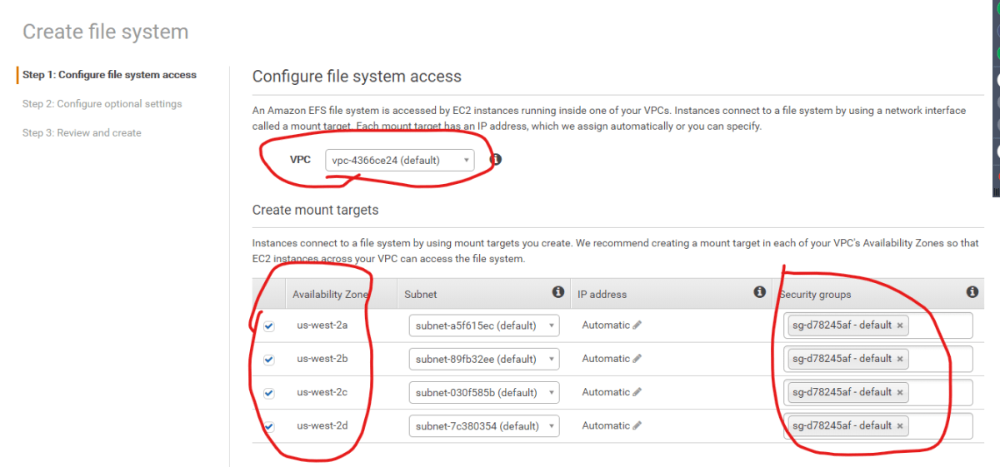 Create file system
Step 1: Configure file system access
Step 2: Configure optional settings
Step 3: Review and create
Configure file system access
An Amazon EFS file system is accessed by EC2 instances running inside one of your VPCs. Instances connect to a file system by using a network interface
called a mount target. Each mount target has an IP address, which we assign automatically or you can specify.
VPC vpc-4366ce24 (default)
Create mount targets
Instances connect to a file system by using mount targets you create. We recommend creating a mount target in each of your VPC's Availability Zones so that
EC2 instances across your VPC can access the file system.
Availability Zone Subnet IP address Security groups
us-west-2a subnet-a5f615ec (default) Automatic sg-d78245af - default ×
us-west-2b subnet-89fb32ee (default) Automatic sg-d78245af - default ×
us-west-2c subnet-030f585b (default) Automatic sg-d78245af - default ×
us-west-2d subnet-7c380354 (default) Automatic sg-d78245af - default ×